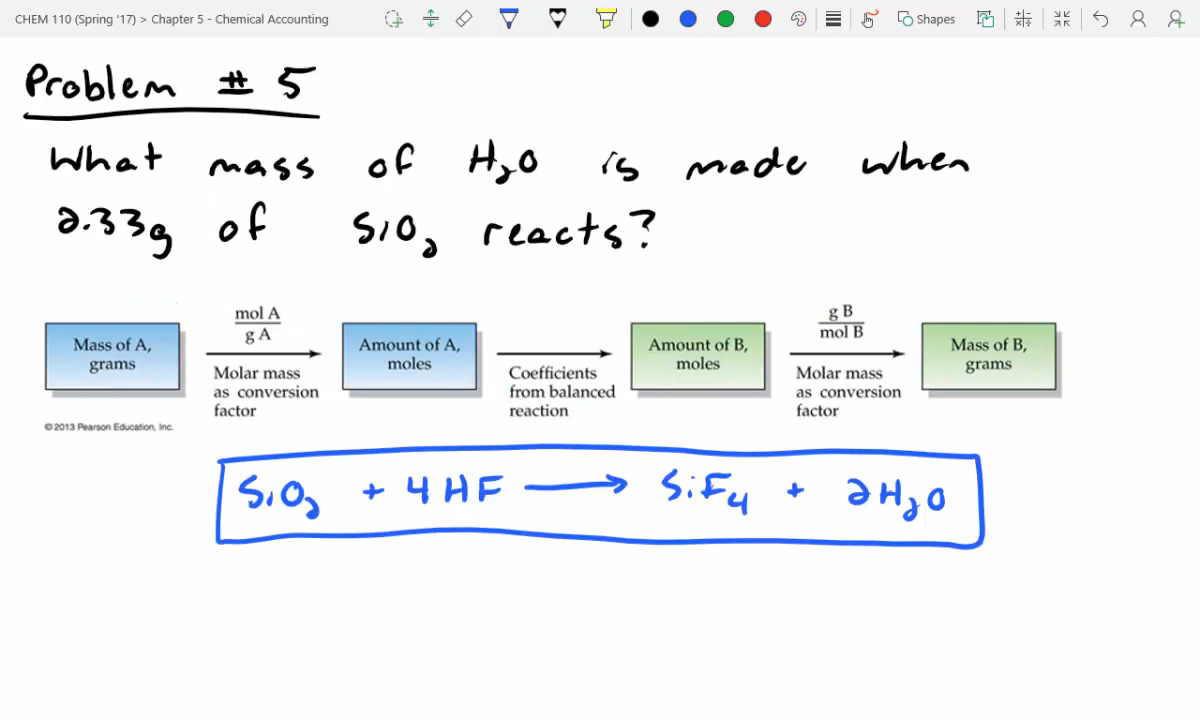 CHEM 110 (Spring '17) > Chapter 5 - Chemical Accounting
Shapes
Problem # 5
What mass of H₂O is made when
2.33g of SiO₂ reacts?
mol A
g A
g B
mol B
Mass of A,
grams
Amount of A,
moles
Amount of B,
moles
Mass of B,
grams
Molar mass
as conversion
factor
Coefficients
from balanced
reaction
Molar mass
as conversion
factor
©2013 Pearson Education, Inc.
SiO₂ + 4HF → SiF₄ + 2H₂O